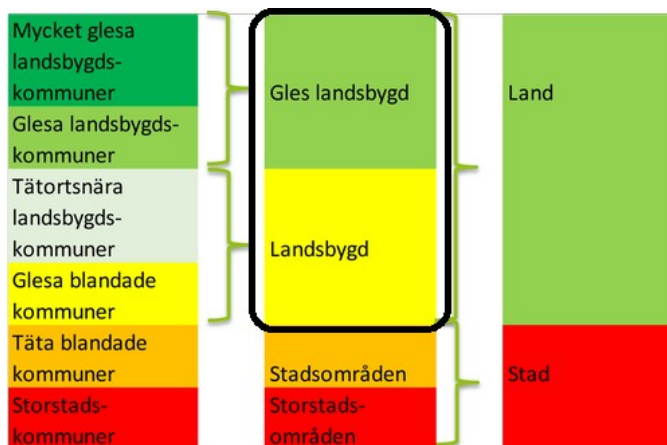 Mycket glesa
landsbygds-
kommuner
Glesa landsbygds-
kommuner
Tätortsnära
landsbygds-
kommuner
Glesa blandade
kommuner
Täta blandade
kommuner
Storstads-
kommuner
Gles landsbygd
Landsbygd
Stadsområden
Storstads-
områden
Land
Stad